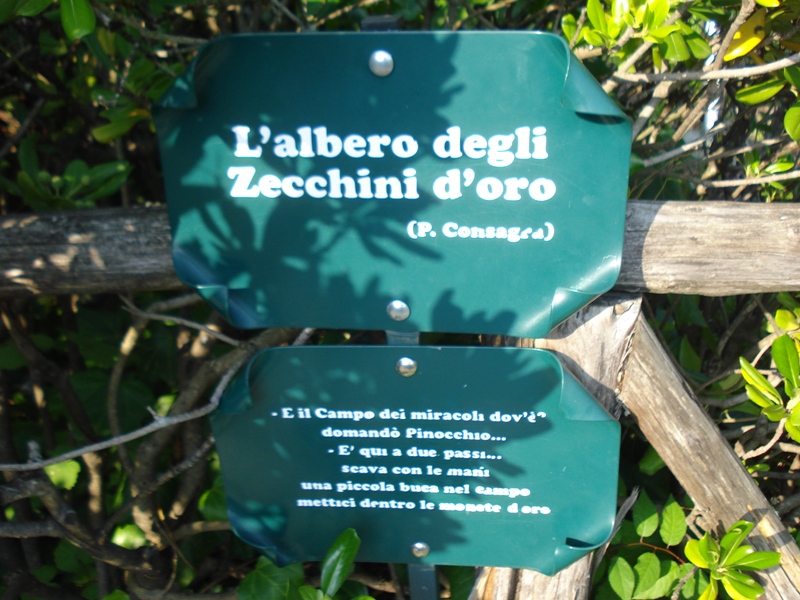 L'albero degli
Zecchini d'oro
(P. Consagra)
- E il Campo dei miracoli dov'è?
domandò Pinocchio...
- E' qui a due passi...
scava con le mani
una piccola buca nel campo
mettici dentro le monete d'oro